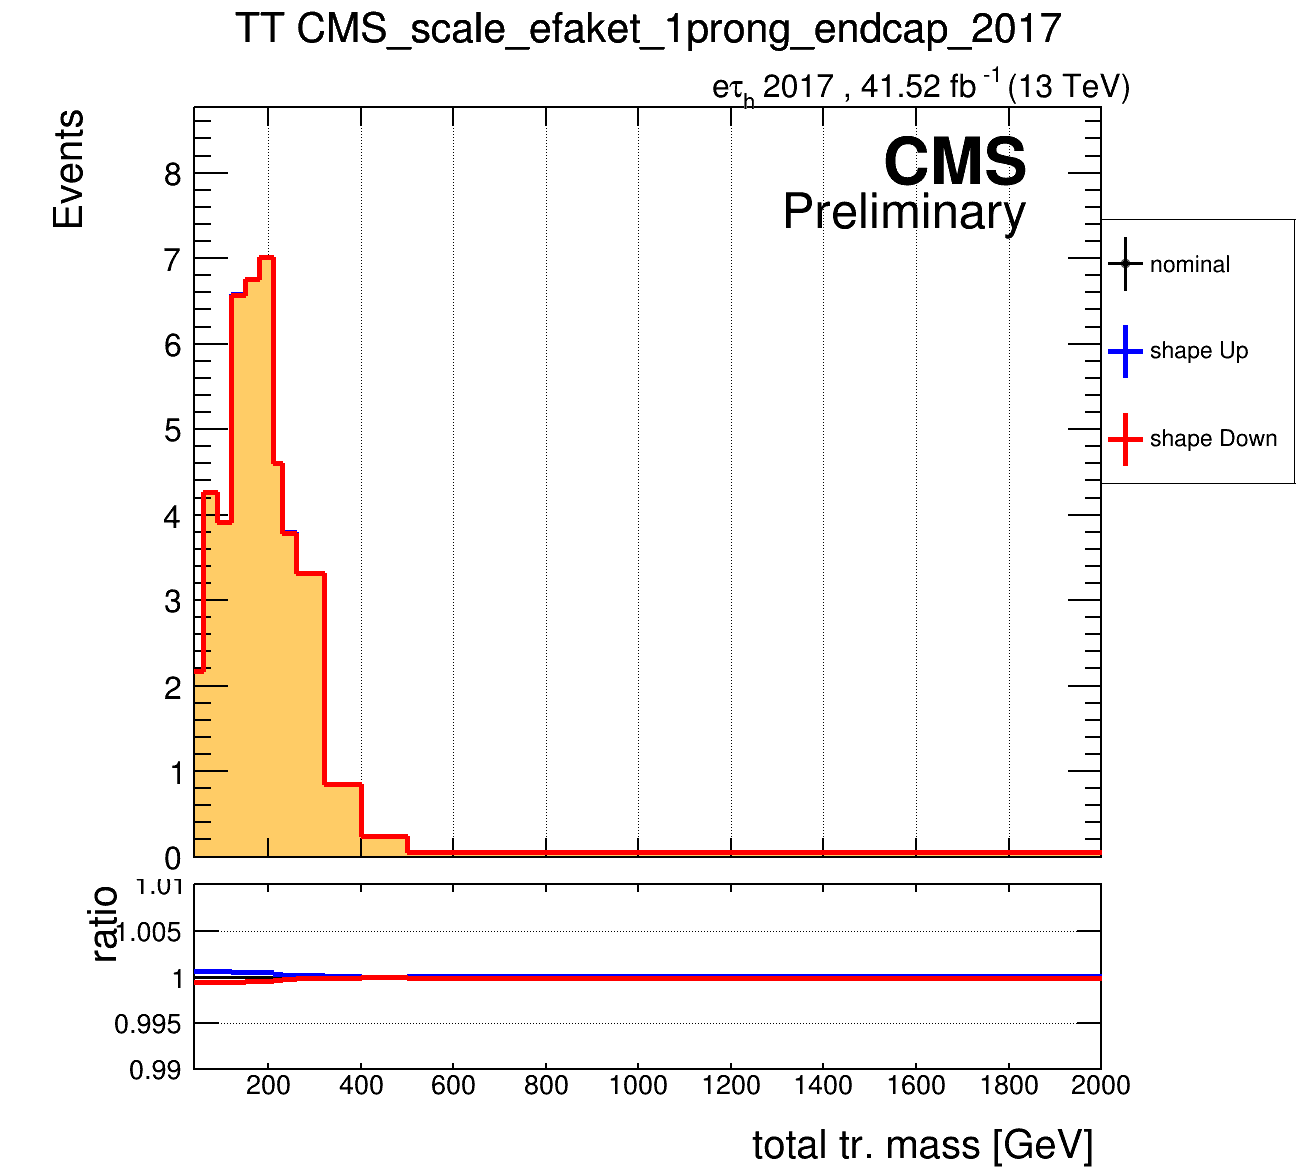 TT CMS_scale_efaket_1prong_endcap_2017
eτh 2017 , 41.52 fb -1 (13 TeV)
Events
CMS
Preliminary
8
7
6
5
4
3
2
1
0
nominal
shape Up
shape Down
ratio
1.01
1.005
1
0.995
0.99
200 400 600 800 1000 1200 1400 1600 1800 2000
total tr. mass [GeV]